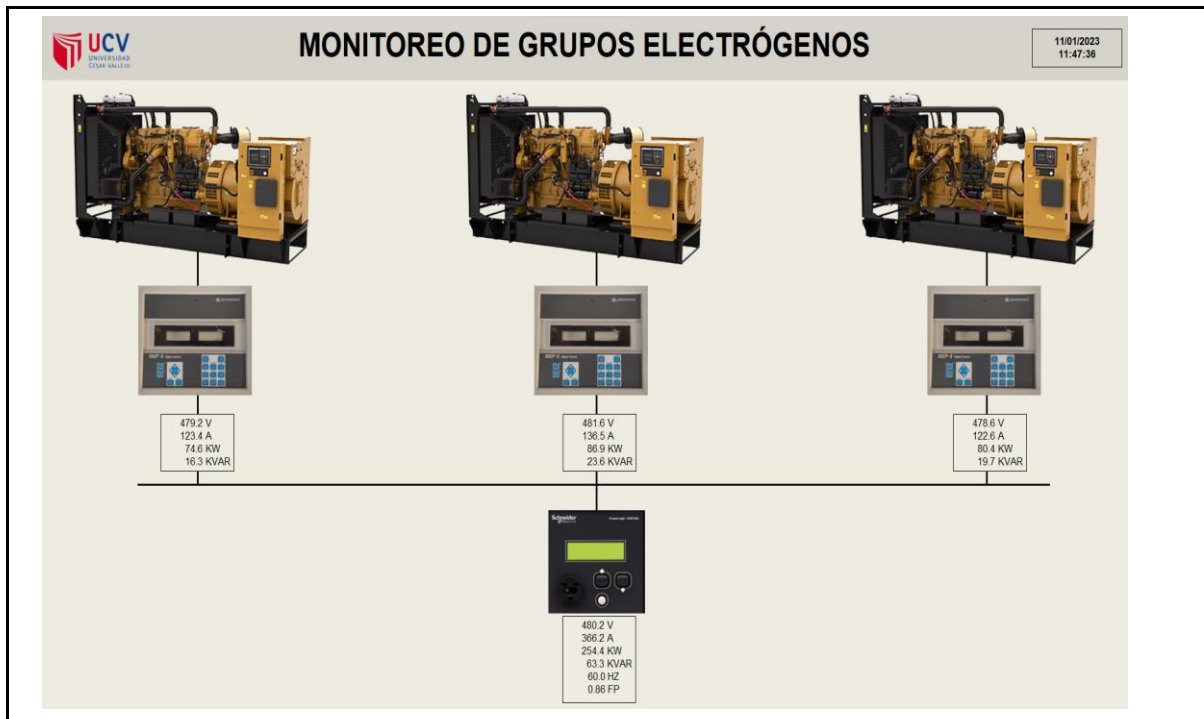 UCV
UNIVERSIDAD
CESAR VALLEJO
MONITOREO DE GRUPOS ELECTRÓGENOS
11/01/2023
11:47:36
479.2 V
123.4 A
74.6 KW
16.3 KVAR
481.6 V
136.5 A
86.9 KW
23.6 KVAR
478.6 V
122.6 A
80.4 KW
19.7 KVAR
Schneider
480.2 V
366.2 A
254.4 KW
63.3 KVAR
60.0 HZ
0.86 FP